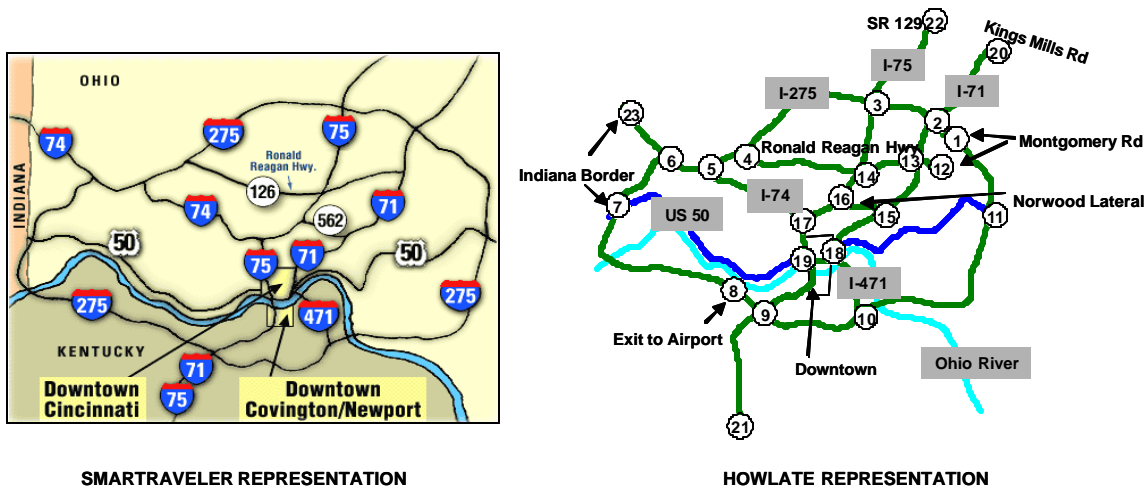 OHIO
INDIANA
74
275
75
Ronald
Reagan Hwy.
126
74
562
71
50
75
71
50
275
275
471
KENTUCKY
71
75
Downtown
Cincinnati
Downtown
Covington/Newport
SMARTRAVELER REPRESENTATION
SR 129
22
Kings Mills Rd
20
I-75
I-71
I-275
3
2
1
Montgomery Rd
23
6
5
4
Ronald Reagan Hwy
13
12
14
Indiana Border
7
US 50
I-74
16
Norwood Lateral
17
15
11
18
19
I-471
8
9
10
Exit to Airport
Downtown
Ohio River
21
HOWLATE REPRESENTATION